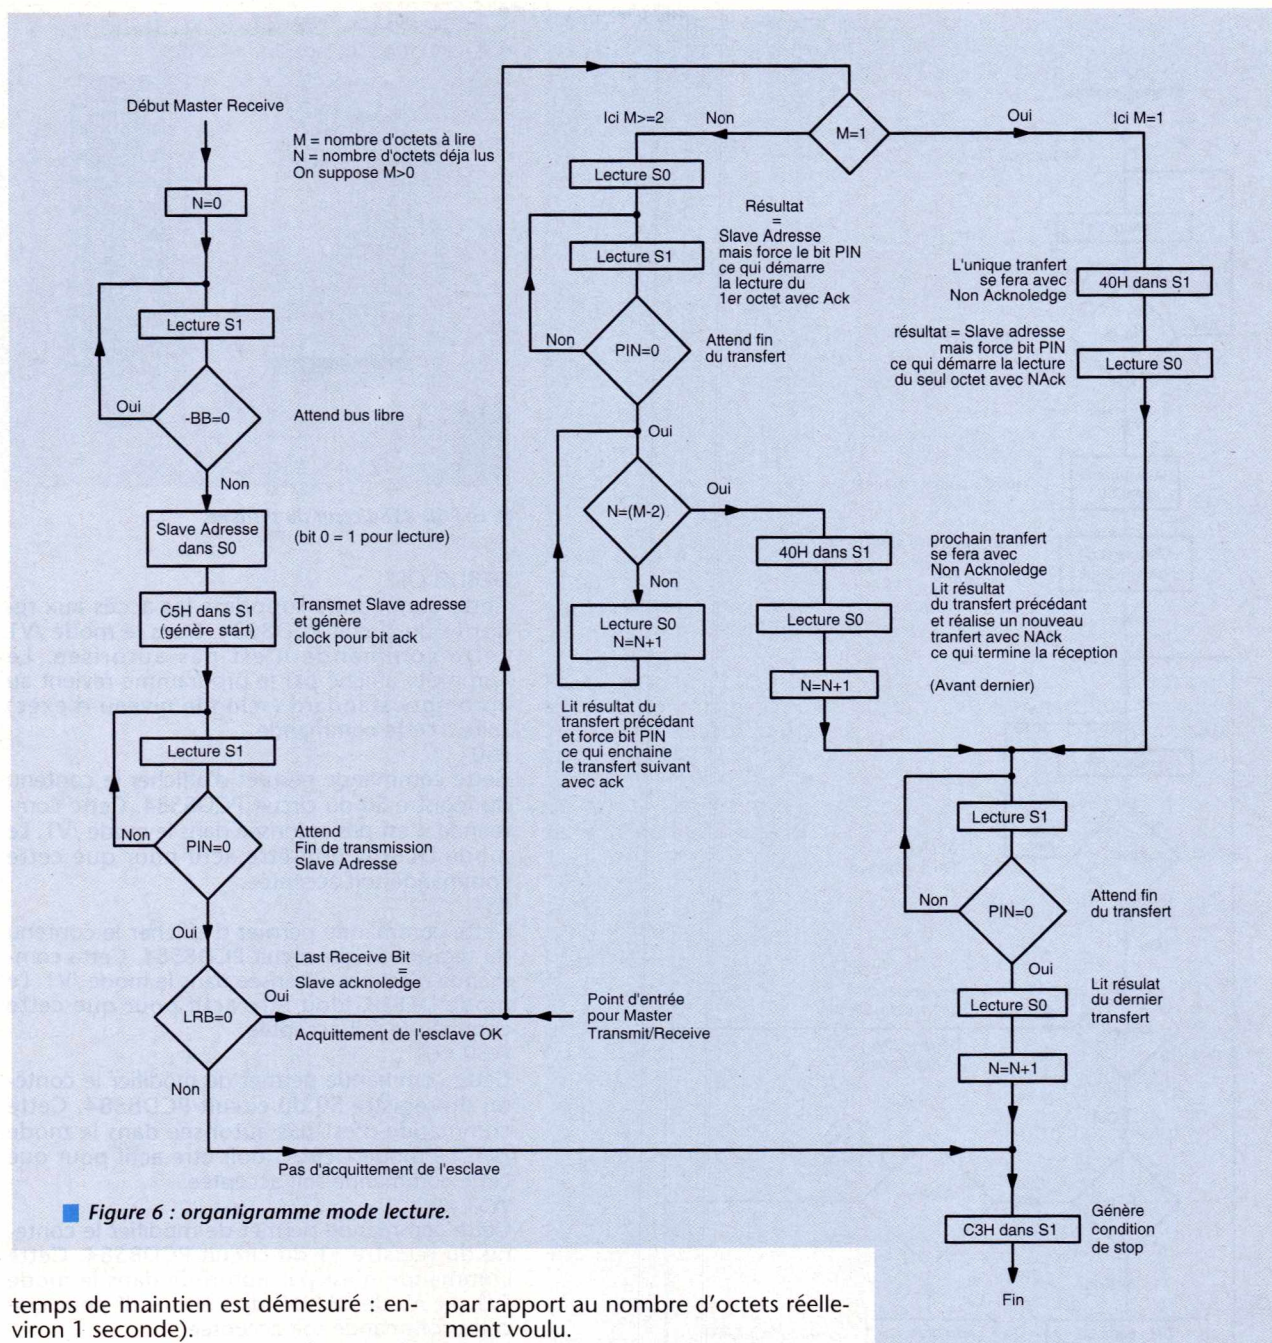 Début Master Receive
M = nombre d'octets à lire
N = nombre d'octets déja lus
On suppose M>0
N=0
Lecture S1
Oui
-BB=0
Attend bus libre
Non
Slave Adresse
dans S0
(bit 0 = 1 pour lecture)
C5H dans S1
(génère start)
Transmet Slave adresse
et génère
clock pour bit ack
Lecture S1
Non
PIN=0
Attend
Fin de transmission
Slave Adresse
Oui
LRB=0
Oui
Last Receive Bit
=
Slave acknoledge
Acquittement de l'esclave OK
Point d'entrée
pour Master
Transmit/Receive
Non
Pas d'acquittement de l'esclave
Ici M>=2
Non
M=1
Oui
Ici M=1
Lecture S0
Résultat
=
Slave Adresse
mais force le bit PIN
ce qui démarre
la lecture du
1er octet avec Ack
Lecture S1
Non
PIN=0
Attend fin
du transfert
Oui
N=(M-2)
Oui
Non
Lecture S0
N=N+1
Lit résultat du
transfert précédant
et force bit PIN
ce qui enchaine
le transfert suivant
avec ack
40H dans S1
prochain tranfert
se fera avec
Non Acknoledge
Lecture S0
Lit résultat
du transfert précédant
et réalise un nouveau
tranfert avec NAck
ce qui termine la réception
N=N+1
(Avant dernier)
L'unique tranfert
se fera avec
Non Acknoledge
40H dans S1
résultat = Slave adresse
mais force bit PIN
ce qui démarre la lecture
du seul octet avec NAck
Lecture S0
Lecture S1
Non
PIN=0
Attend fin
du transfert
Oui
Lecture S0
Lit résulat
du dernier
transfert
N=N+1
C3H dans S1
Génère
condition
de stop
Fin
Figure 6 : organigramme mode lecture.
temps de maintien est démesuré : en-
viron 1 seconde).
par rapport au nombre d'octets réelle-
ment voulu.